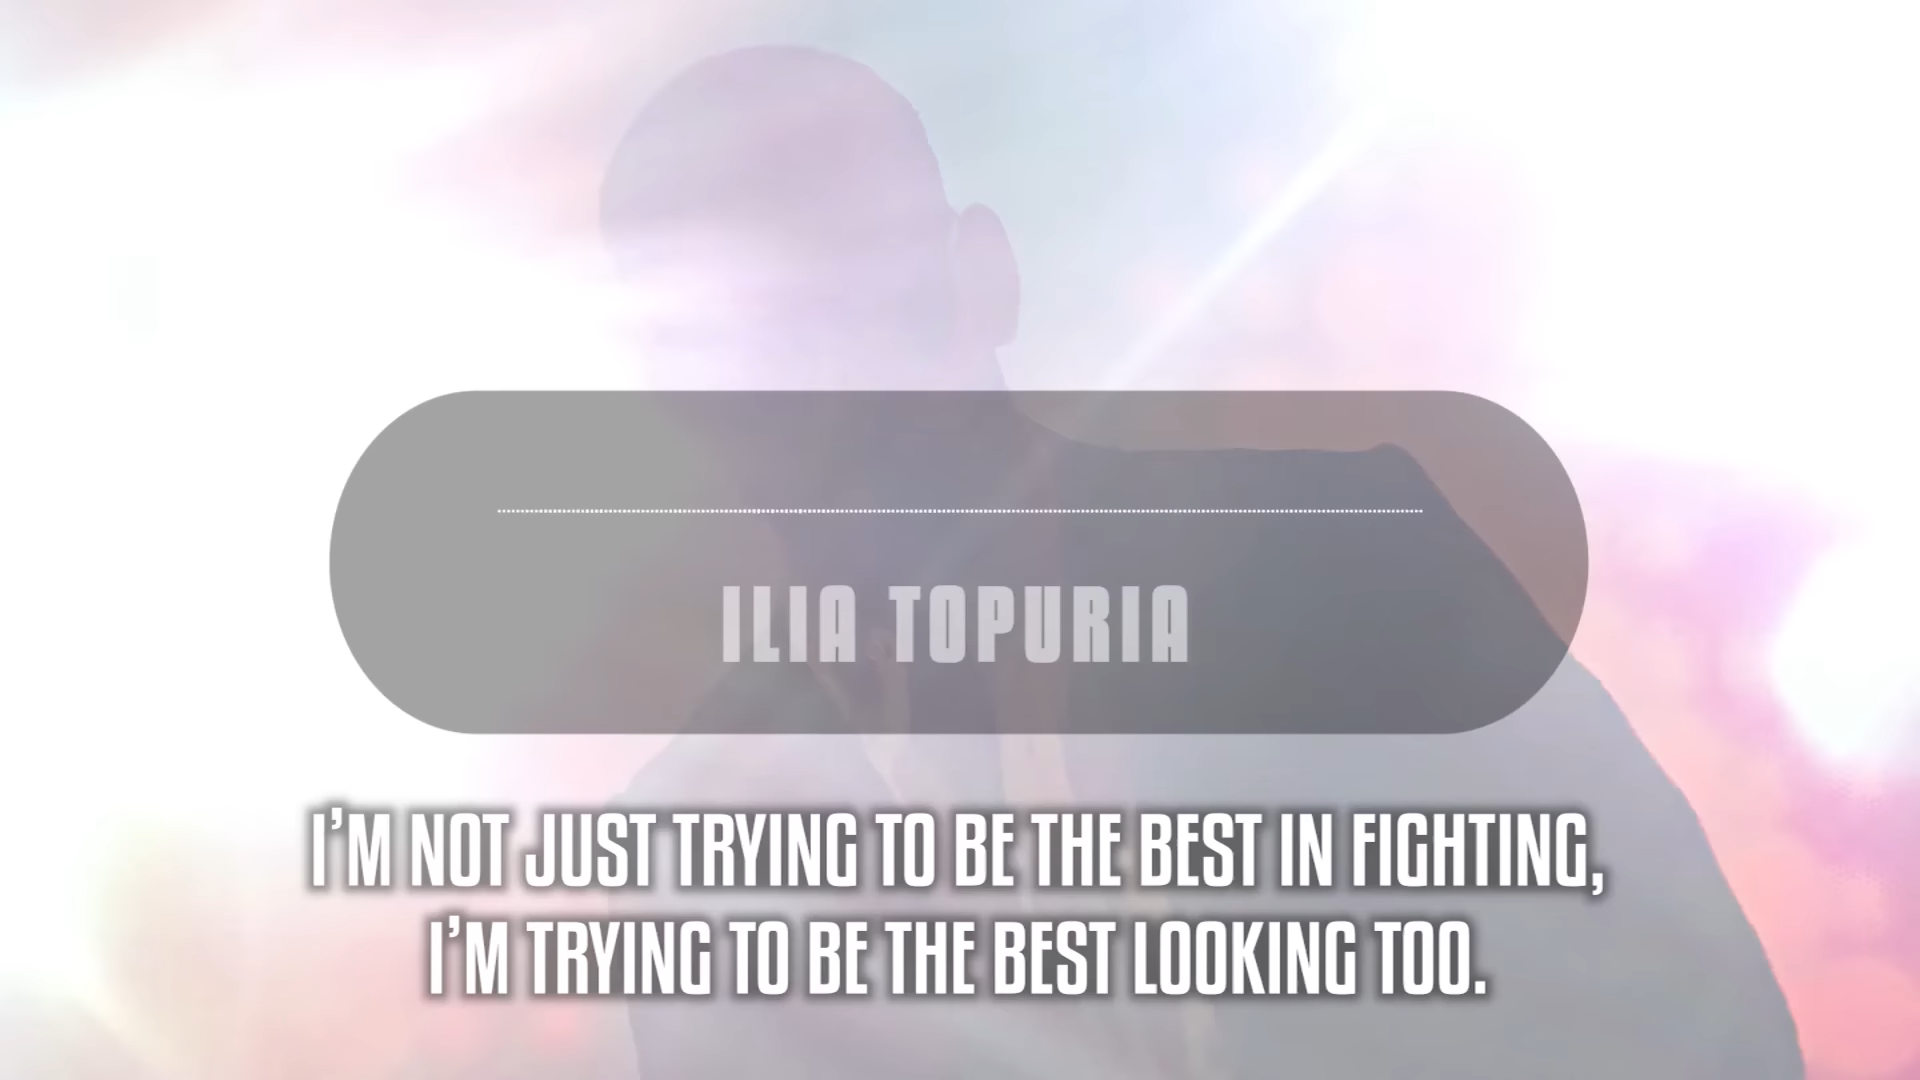 ILIA TOPURIA
I'M NOT JUST TRYING TO BE THE BEST IN FIGHTING,
I'M TRYING TO BE THE BEST LOOKING TOO.